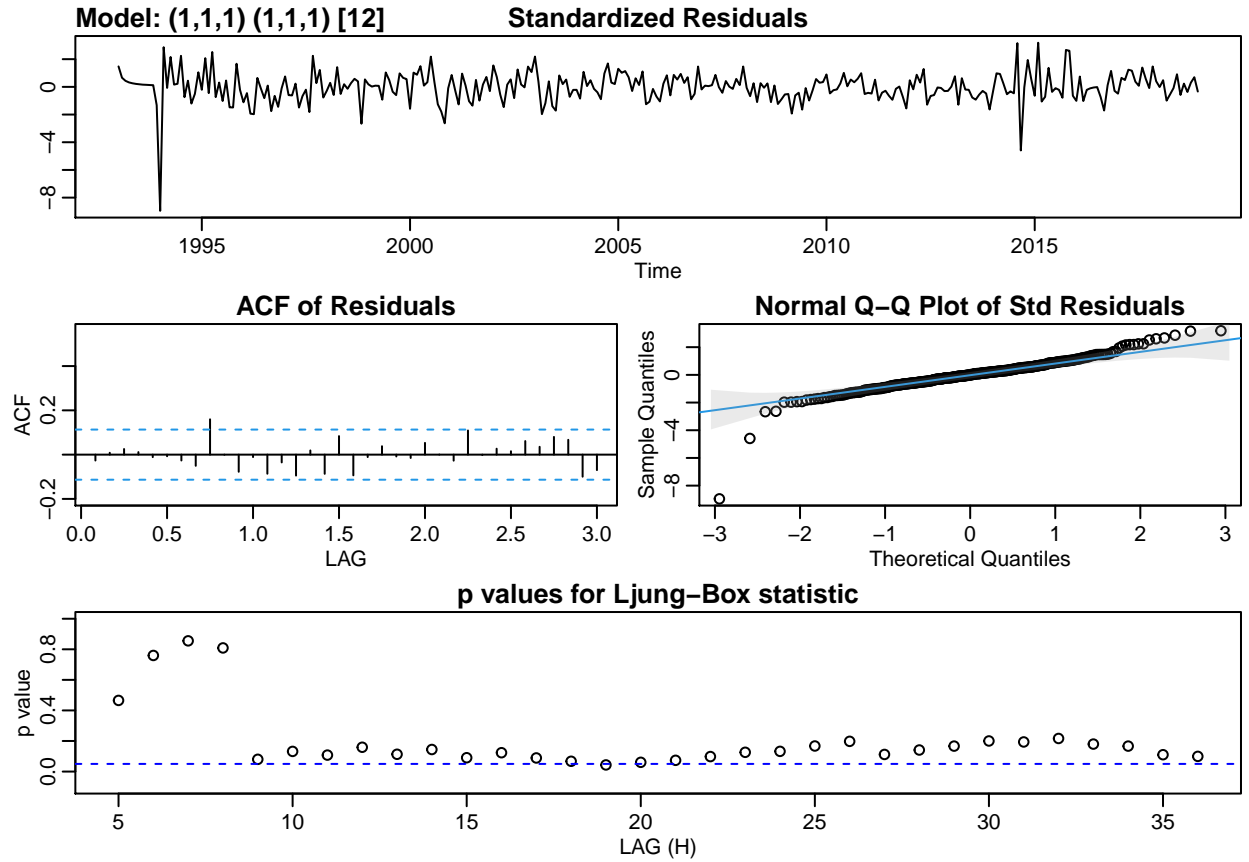 Model: (1,1,1) (1,1,1) [12] Standardized Residuals
0
−4
−8
1995 2000 2005 2010 2015
Time
ACF of Residuals
ACF
0.2
−0.2
0.0 0.5 1.0 1.5 2.0 2.5 3.0
LAG
Normal Q−Q Plot of Std Residuals
Sample Quantiles
0
−4
−8
−3 −2 −1 0 1 2 3
Theoretical Quantiles
p values for Ljung−Box statistic
p value
0.8
0.4
0.0
5 10 15 20 25 30 35
LAG (H)